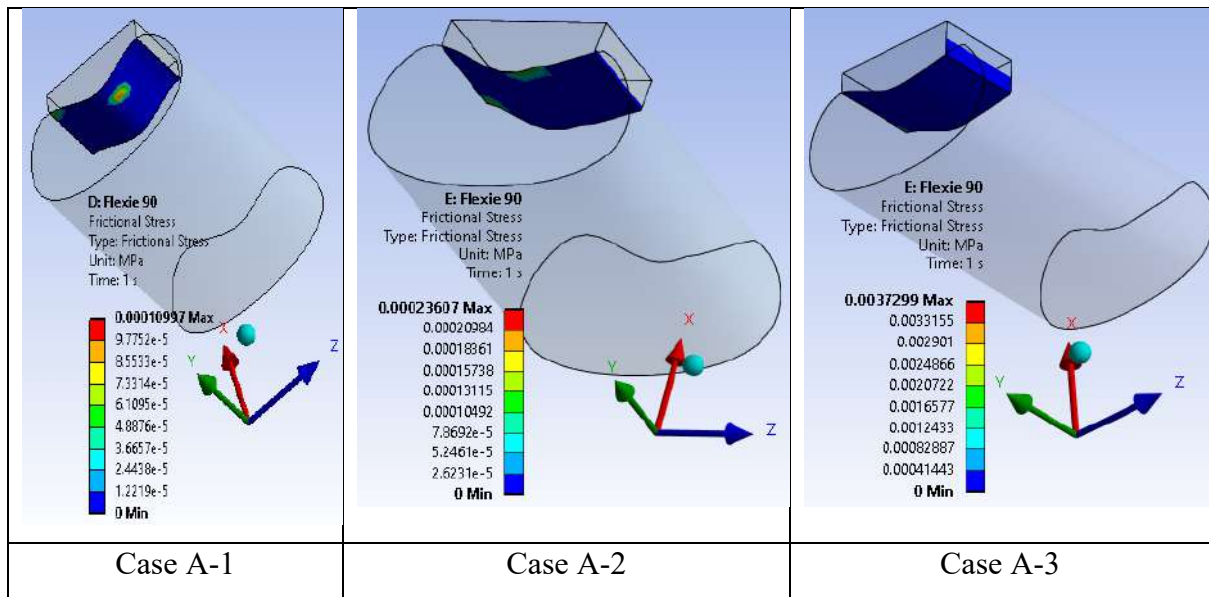 D: Flexie 90
Frictional Stress
Type: Frictional Stress
Unit: MPa
Time: 1 s
0.00010997 Max
9.7752e-5
8.5533e-5
7.3314e-5
6.1095e-5
4.8876e-5
3.6657e-5
2.4438e-5
1.2219e-5
0 Min
X
Y
Z
E: Flexie 90
Frictional Stress
Type: Frictional Stress
Unit: MPa
Time: 1 s
0.00023607 Max
0.00020984
0.00018361
0.00015738
0.00013115
0.00010492
7.8692e-5
5.2461e-5
2.6231e-5
0 Min
X
Y
Z
E: Flexie 90
Frictional Stress
Type: Frictional Stress
Unit: MPa
Time: 1 s
0.0037299 Max
0.0033155
0.002901
0.0024866
0.0020722
0.0016577
0.0012433
0.00082887
0.00041443
0 Min
X
Y
Z
Case A-1
Case A-2
Case A-3